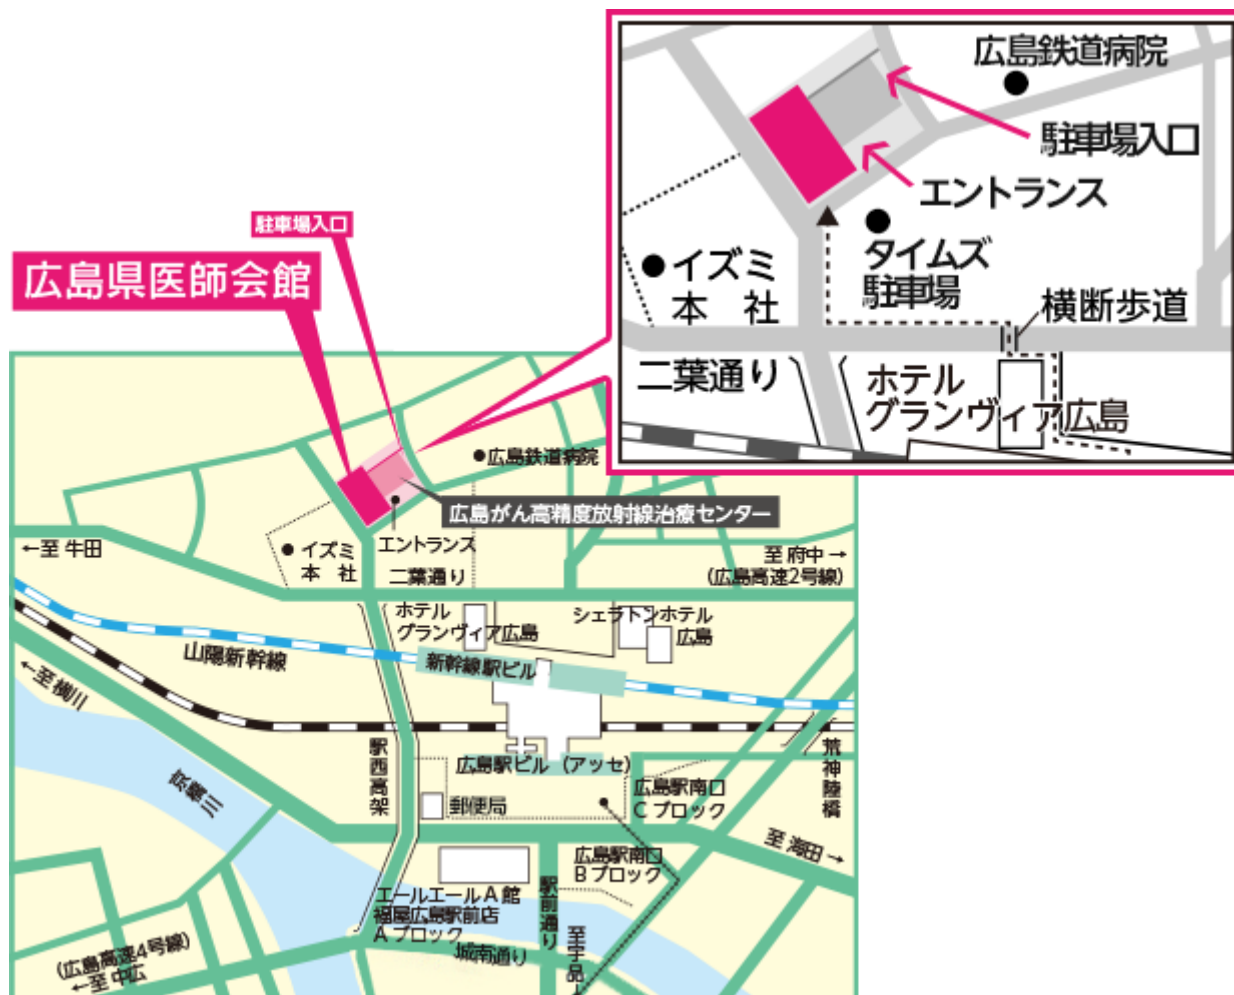 広島鉄道病院
駐車場入口
エントランス
タイムズ
駐車場
イズミ
本 社
横断歩道
二葉通り
ホテル
グランヴィア広島
駐車場入口
広島県医師会館
広島鉄道病院
広島がん高精度放射線治療センター
エントランス
←至 牛田
イズミ
本 社
二葉通り
至 府中→
(広島高速2号線)
ホテル
グランヴィア広島
シェラトンホテル
広島
山陽新幹線
新幹線駅ビル
←至 横川
駅西高架
広島駅ビル (アッセ)
荒神陸橋
京橋川
郵便局
広島駅南口
C ブロック
至 海田→
広島駅南口
B ブロック
エールエール A 館
福屋広島駅前店
A ブロック
駅前通り
城南通り
至宇品
(広島高速4号線)
←至 中広